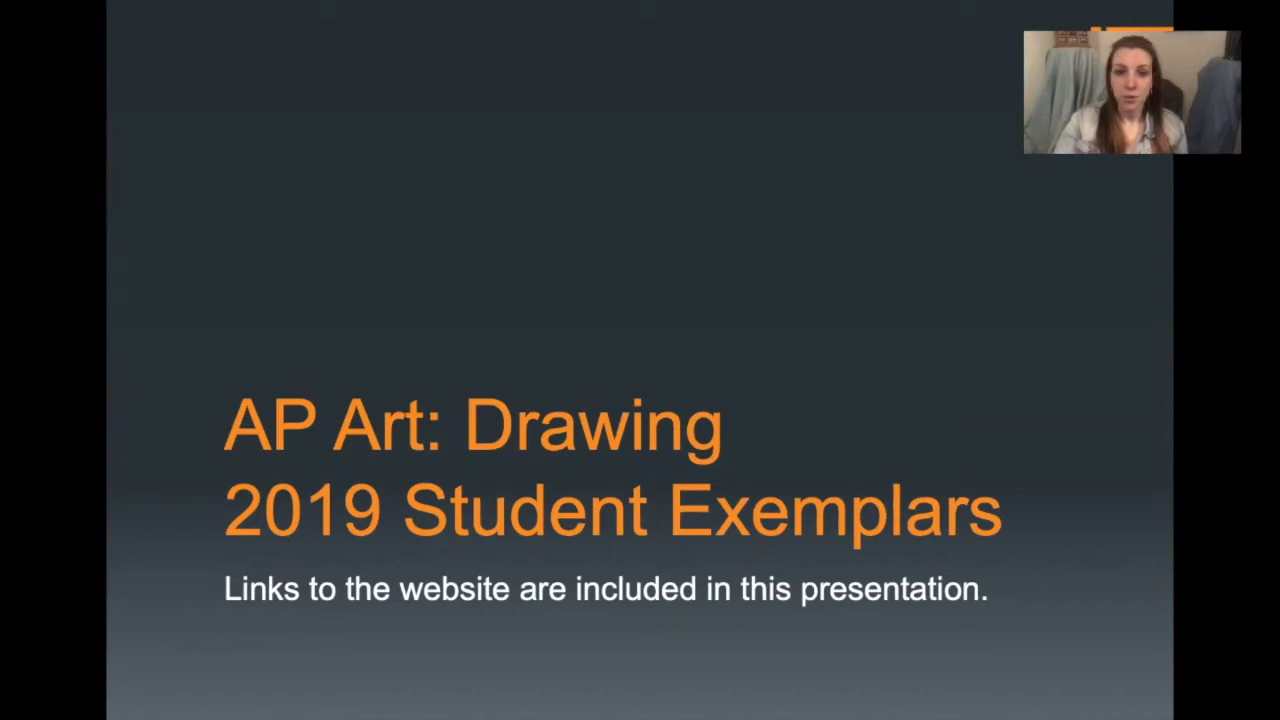 AP Art: Drawing
2019 Student Exemplars
Links to the website are included in this presentation.